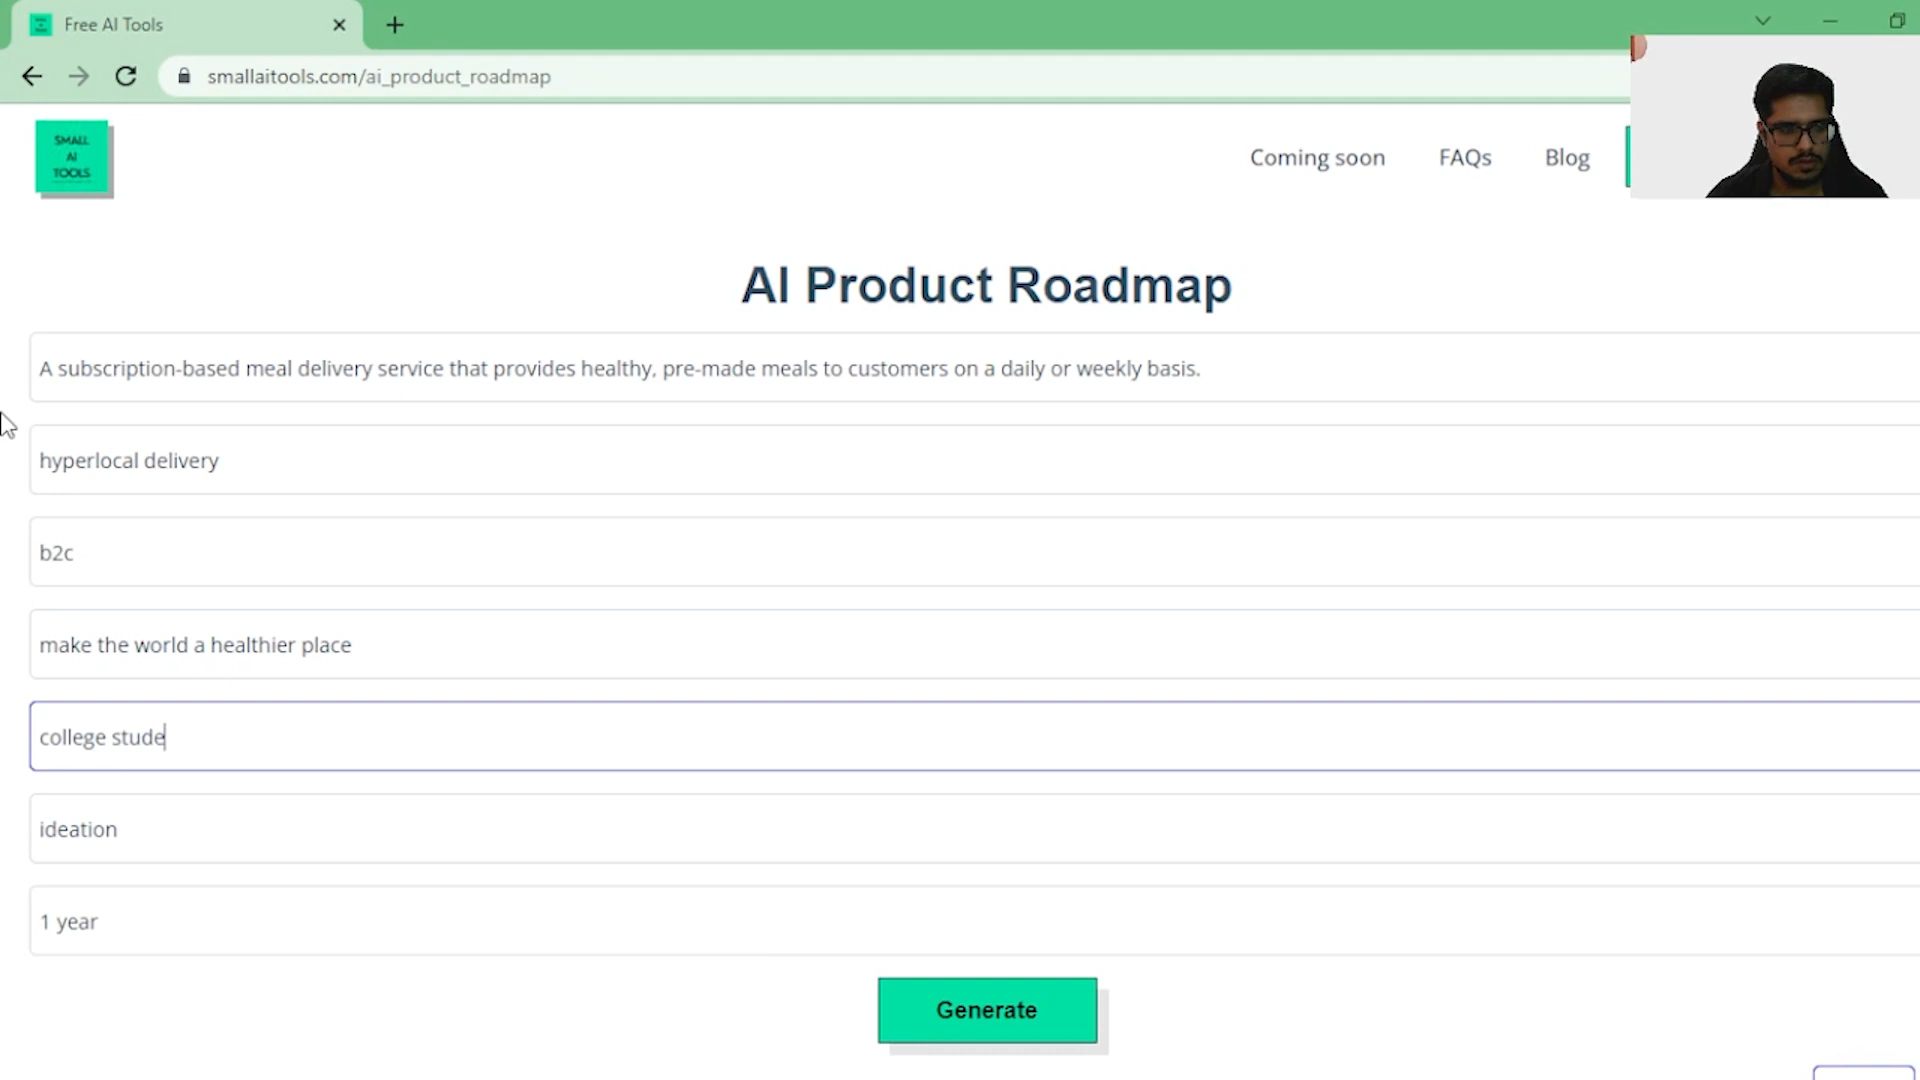 Free AI Tools
smallaitools.com/ai_product_roadmap
SMALL
AI
TOOLS
Coming soon
FAQs
Blog
AI Product Roadmap
A subscription-based meal delivery service that provides healthy, pre-made meals to customers on a daily or weekly basis.
hyperlocal delivery
b2c
make the world a healthier place
college stude
ideation
1 year
Generate